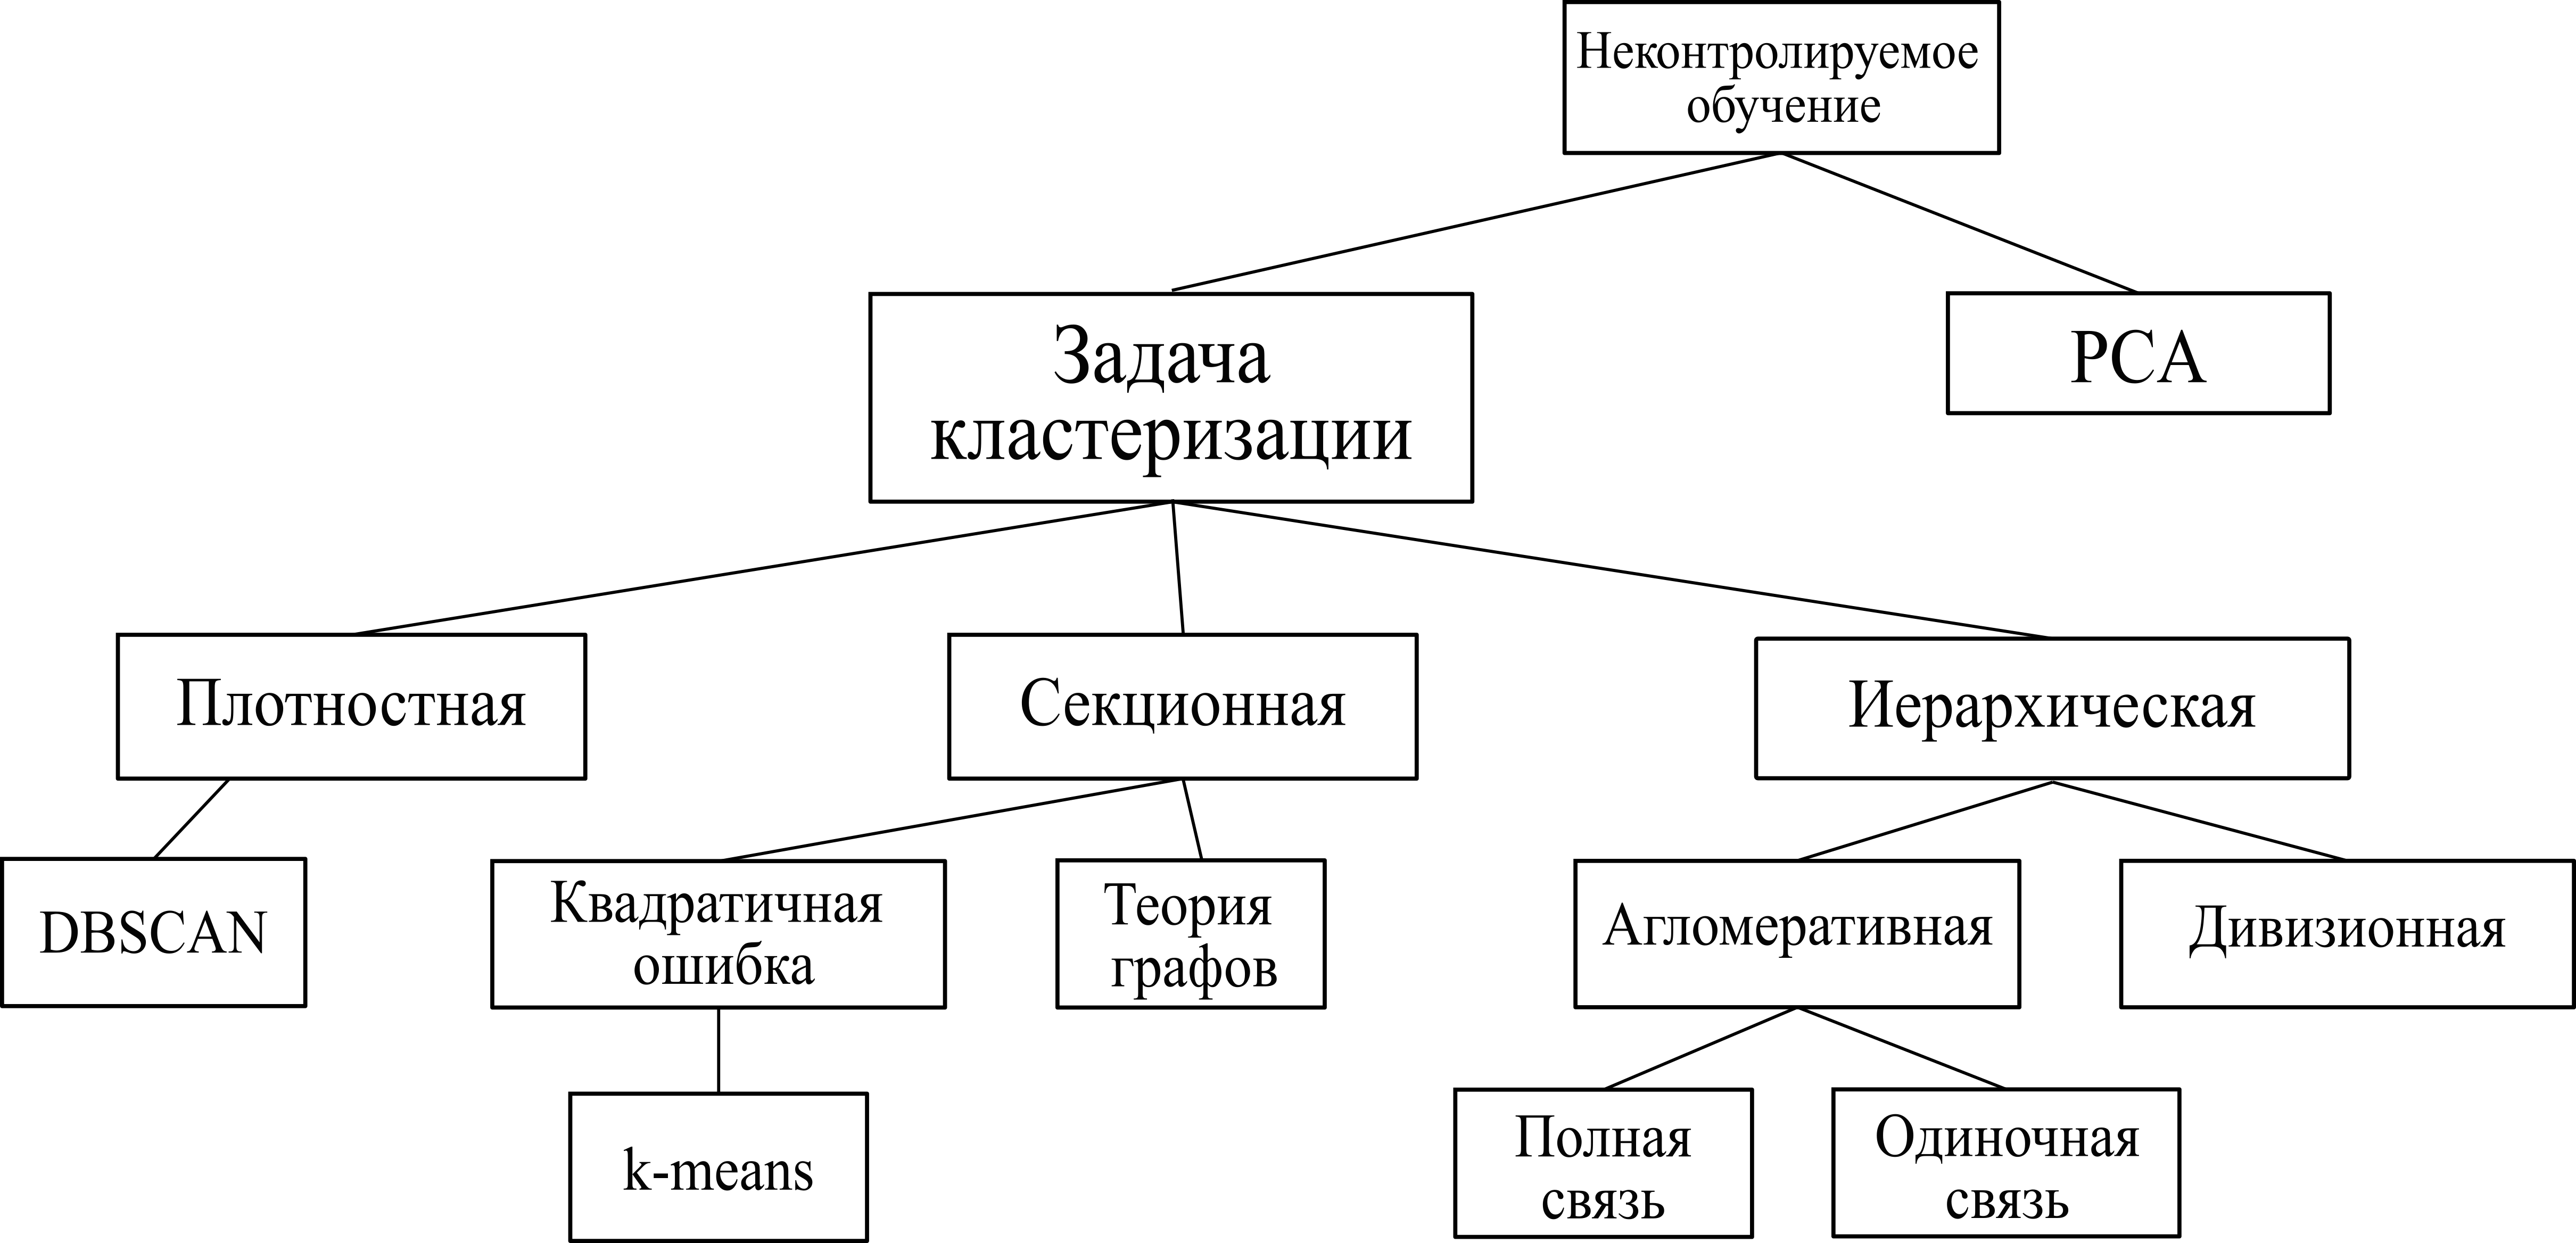 Неконтролируемое
обучение
Задача
кластеризации
PCA
Плотностная
Секционная
Иерархическая
DBSCAN
Квадратичная
ошибка
Теория
графов
Агломеративная
Дивизионная
k-means
Полная
связь
Одиночная
связь